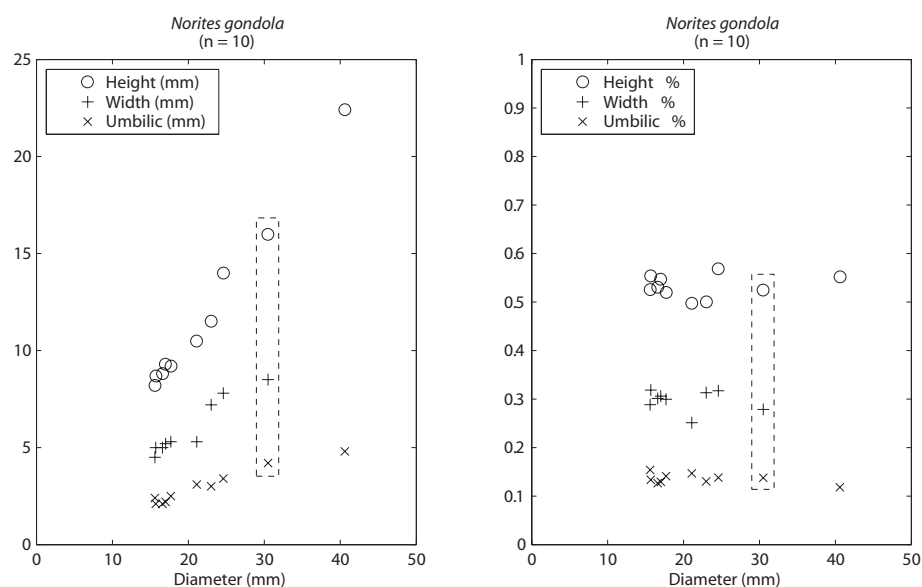 Norites gondola
(n = 10)
25
20
15
10
5
0
Height (mm)
Width (mm)
Umbilic (mm)
0 10 20 30 40 50
Diameter (mm)
Norites gondola
(n = 10)
1
0.9
0.8
0.7
0.6
0.5
0.4
0.3
0.2
0.1
0
Height %
Width %
Umbilic %
0 10 20 30 40 50
Diameter (mm)